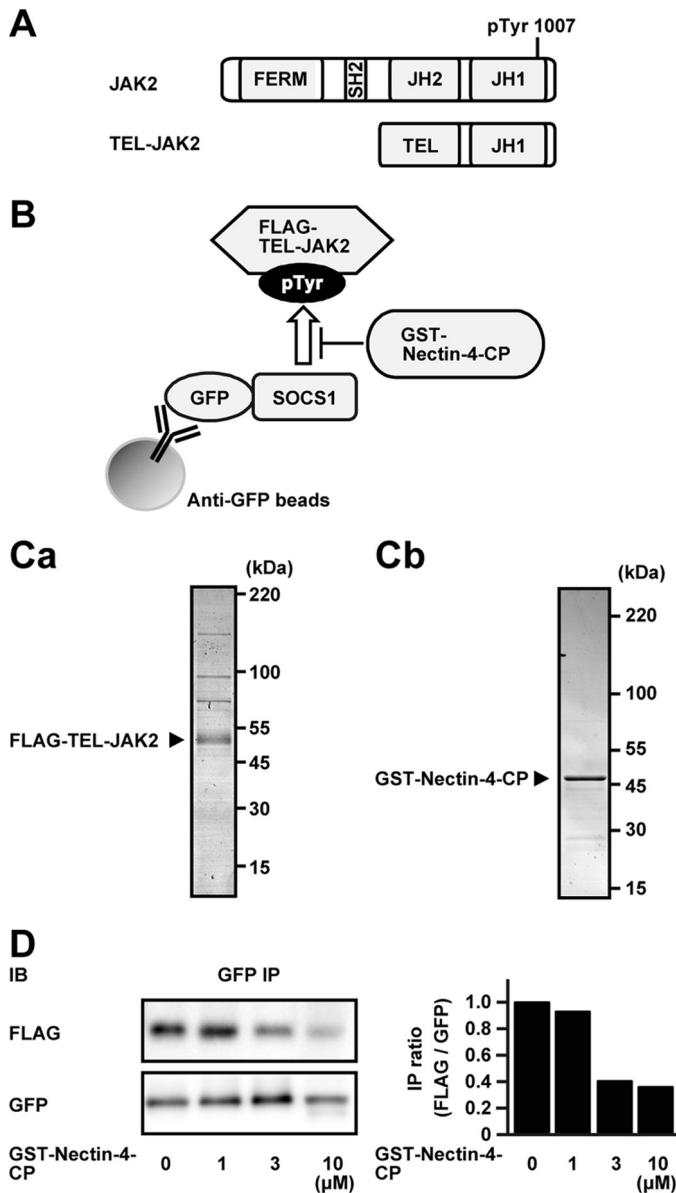 A
pTyr 1007
JAK2
FERM
SH2
JH2
JH1
TEL-JAK2
TEL
JH1
B
FLAG-
TEL-JAK2
pTyr
GST-
Nectin-4-CP
GFP
SOCS1
Anti-GFP beads
Ca
(kDa)
220
100
FLAG-TEL-JAK2
55
45
30
15
Cb
(kDa)
220
100
55
GST-Nectin-4-CP
45
30
15
D
IB
GFP IP
FLAG
GFP
GST-Nectin-4-
CP
0 1 3 10
(μM)
IP ratio
(FLAG / GFP)
1.0
0.8
0.6
0.4
0.2
0
GST-Nectin-4-
CP
0 1 3 10
(μM)